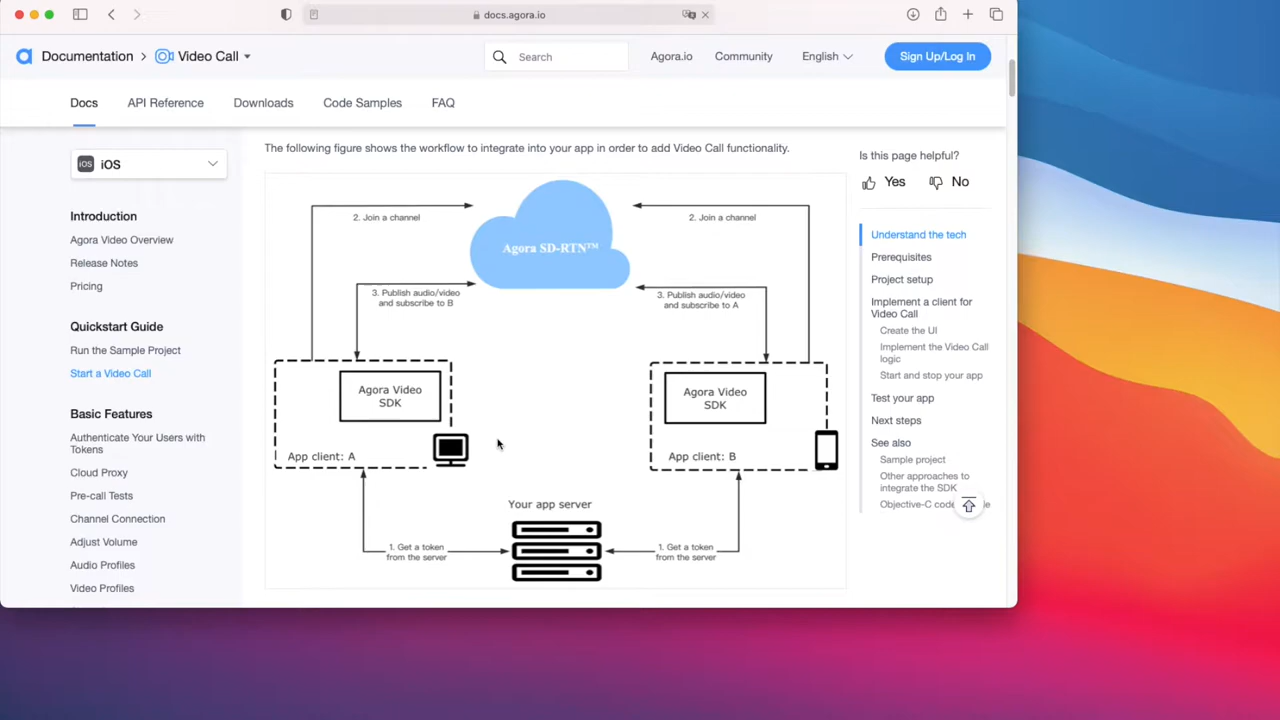 docs.agora.io
Documentation > Video Call
Search
Agora.io
Community
English
Sign Up/Log In
Docs
API Reference
Downloads
Code Samples
FAQ
iOS iOS
Introduction
Agora Video Overview
Release Notes
Pricing
Quickstart Guide
Run the Sample Project
Start a Video Call
Basic Features
Authenticate Your Users with
Tokens
Cloud Proxy
Pre-call Tests
Channel Connection
Adjust Volume
Audio Profiles
Video Profiles
The following figure shows the workflow to integrate into your app in order to add Video Call functionality.
2. Join a channel
2. Join a channel
Agora SD-RTN™
3. Publish audio/video
and subscribe to B
3. Publish audio/video
and subscribe to A
Agora Video
SDK
App client: A
Agora Video
SDK
App client: B
Your app server
1. Get a token
from the server
1. Get a token
from the server
Is this page helpful?
Yes
No
Understand the tech
Prerequisites
Project setup
Implement a client for
Video Call
Create the UI
Implement the Video Call
logic
Start and stop your app
Test your app
Next steps
See also
Sample project
Other approaches to
integrate the SDK
Objective-C